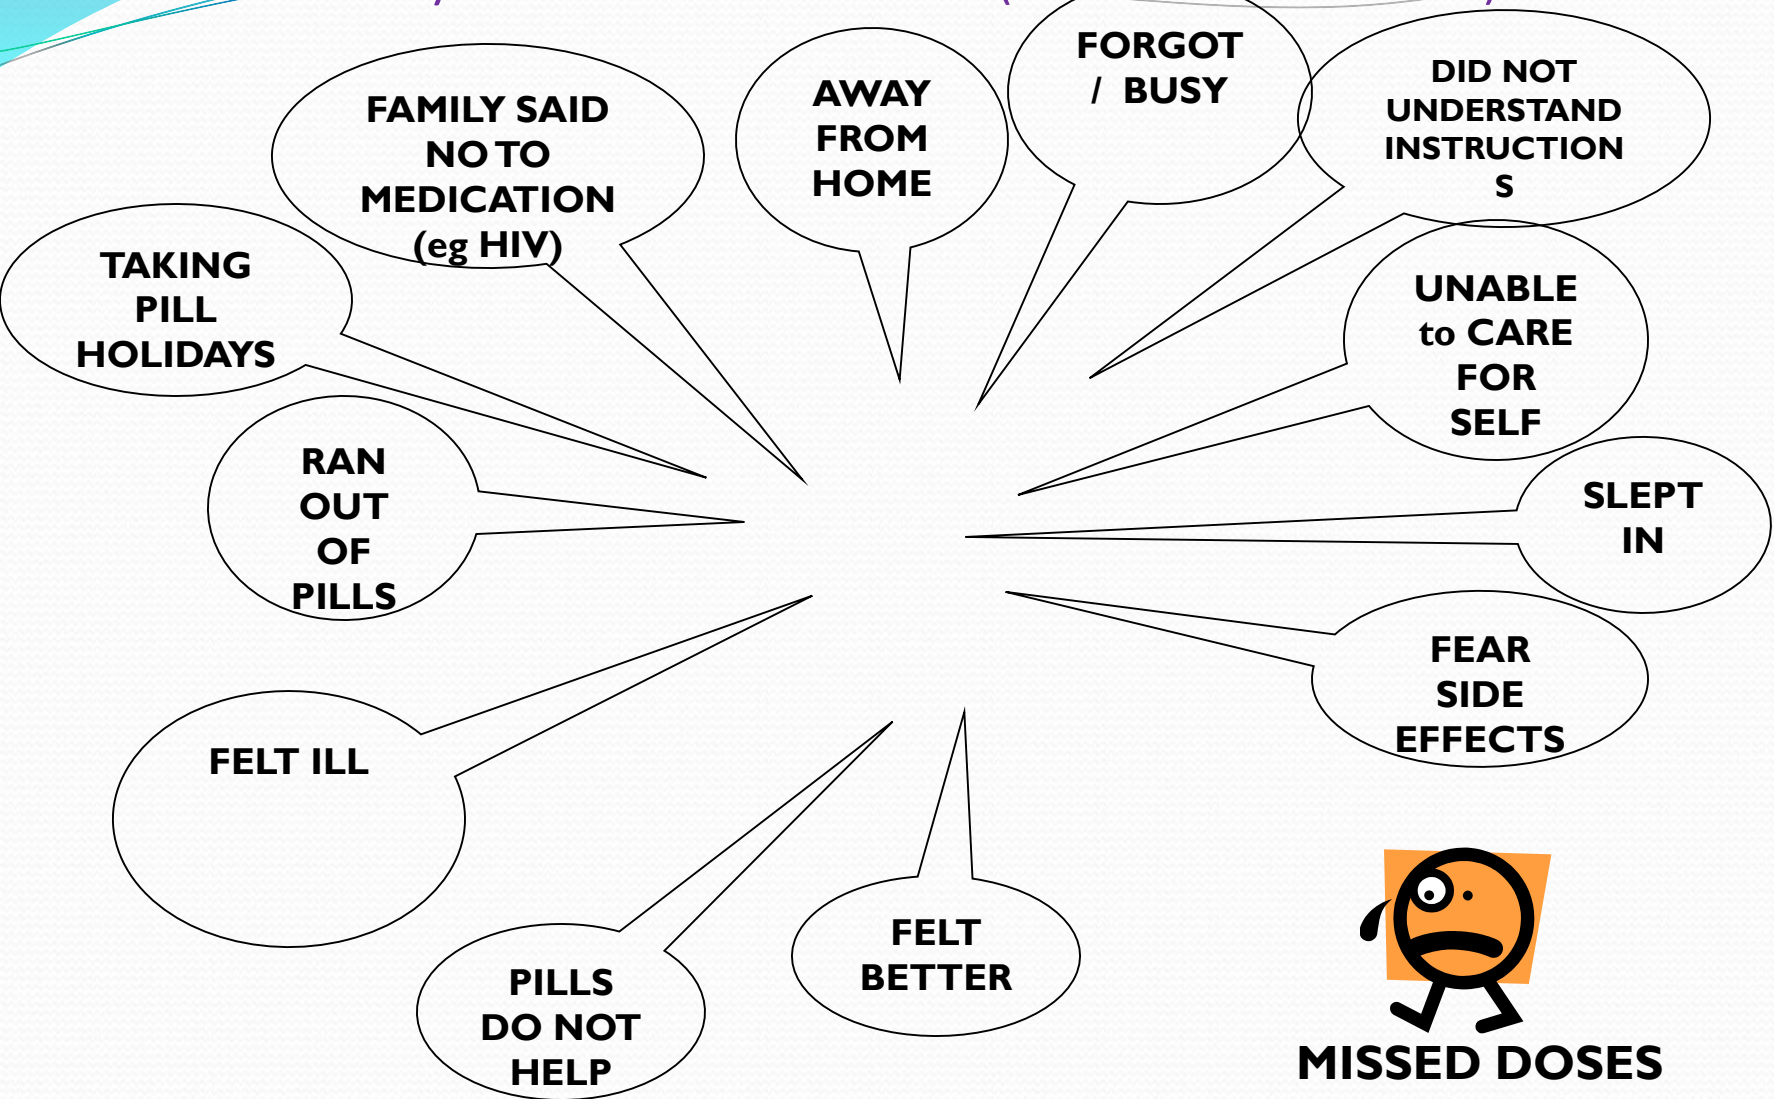 FORGOT
/ BUSY
DID NOT
UNDERSTAND
INSTRUCTION
S
AWAY
FROM
HOME
FAMILY SAID
NO TO
MEDICATION
(eg HIV)
TAKING
PILL
HOLIDAYS
UNABLE
to CARE
FOR
SELF
RAN
OUT
OF
PILLS
SLEPT
IN
FEAR
SIDE
EFFECTS
FELT ILL
FELT
BETTER
PILLS
DO NOT
HELP
MISSED DOSES